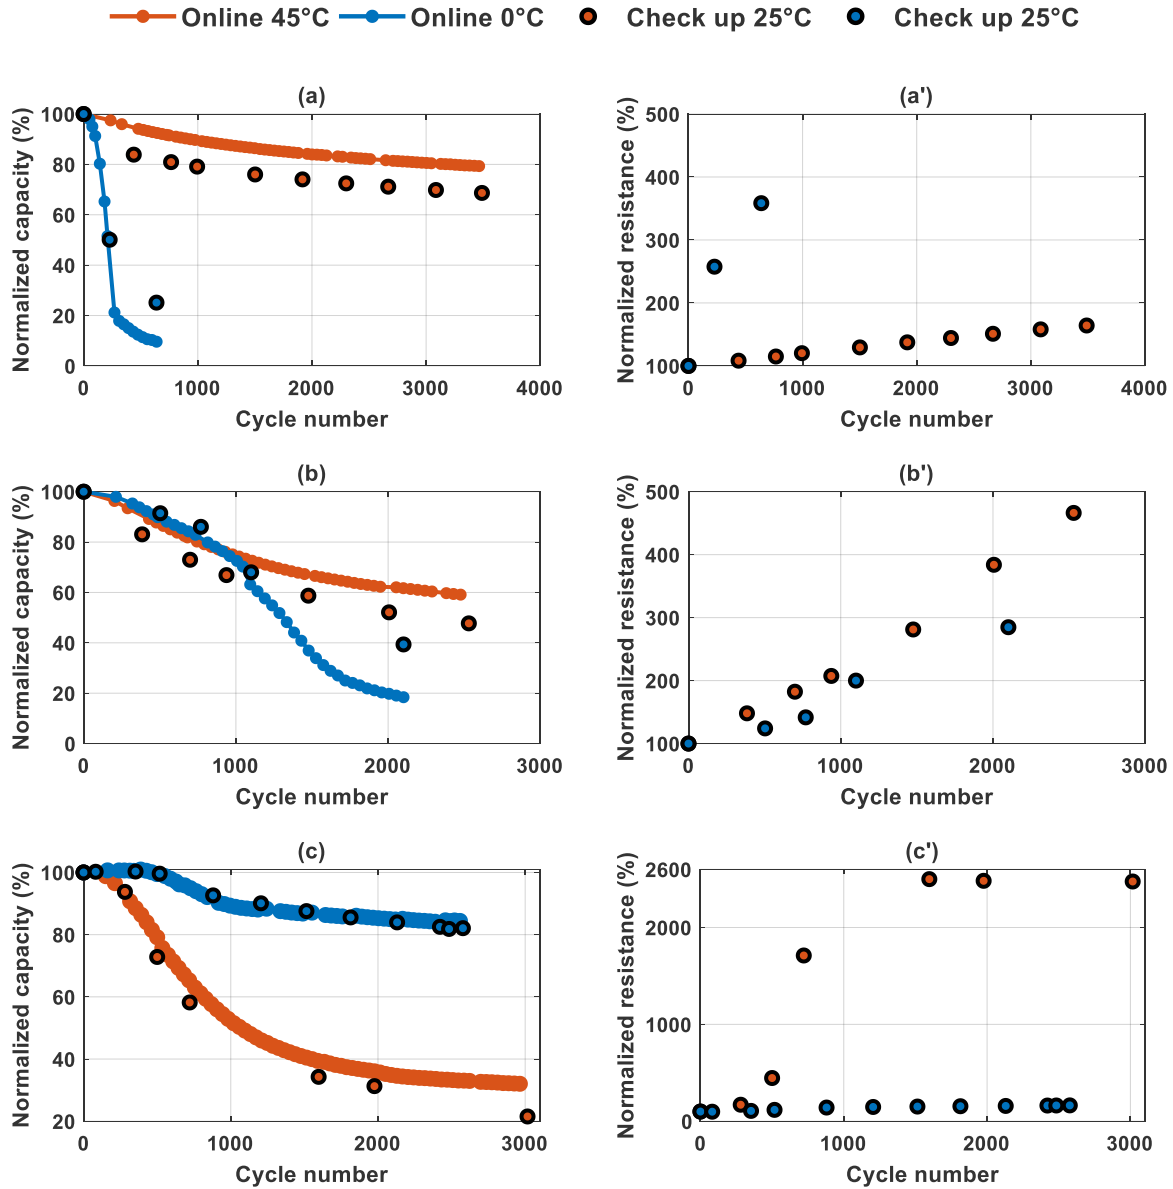 Online 45°C Online 0°C Check up 25°C Check up 25°C
(a)
Normalized capacity (%)
100
80
60
40
20
0
0 1000 2000 3000 4000
Cycle number
(a')
Normalized resistance (%)
500
400
300
200
100
0 1000 2000 3000 4000
Cycle number
(b)
Normalized capacity (%)
100
80
60
40
20
0
0 1000 2000 3000
Cycle number
(b')
Normalized resistance (%)
500
400
300
200
100
0 1000 2000 3000
Cycle number
(c)
Normalized capacity (%)
100
80
60
40
20
0 1000 2000 3000
Cycle number
(c')
Normalized resistance (%)
2600
2000
1000
0
0 1000 2000 3000
Cycle number